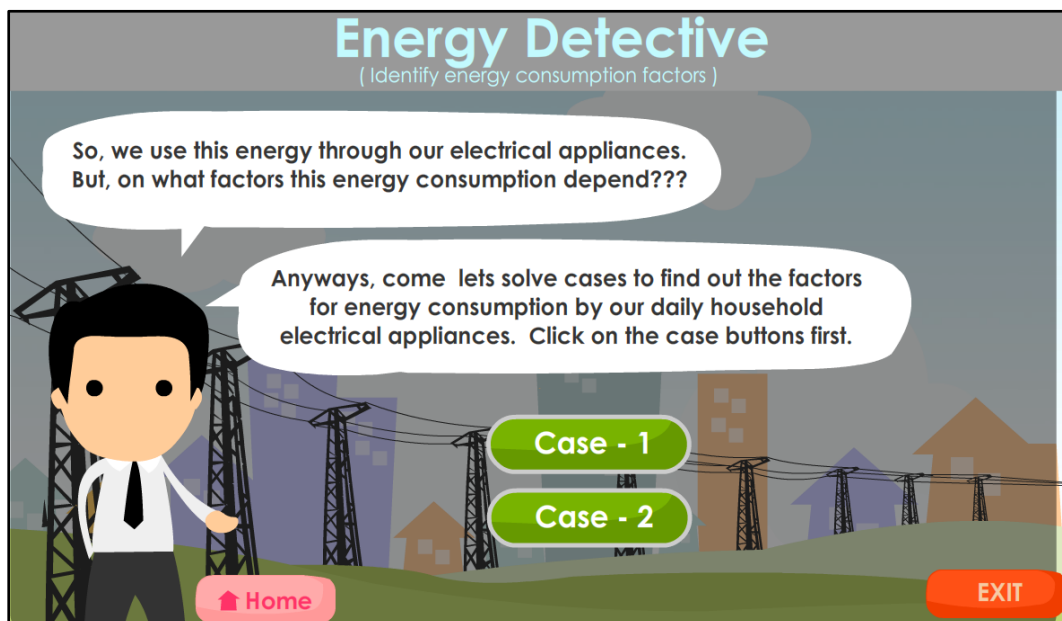 Energy Detective
( Identify energy consumption factors )
So, we use this energy through our electrical appliances.
But, on what factors this energy consumption depend???
Anyways, come lets solve cases to find out the factors
for energy consumption by our daily household
electrical appliances. Click on the case buttons first.
Case - 1
Case - 2
Home
EXIT